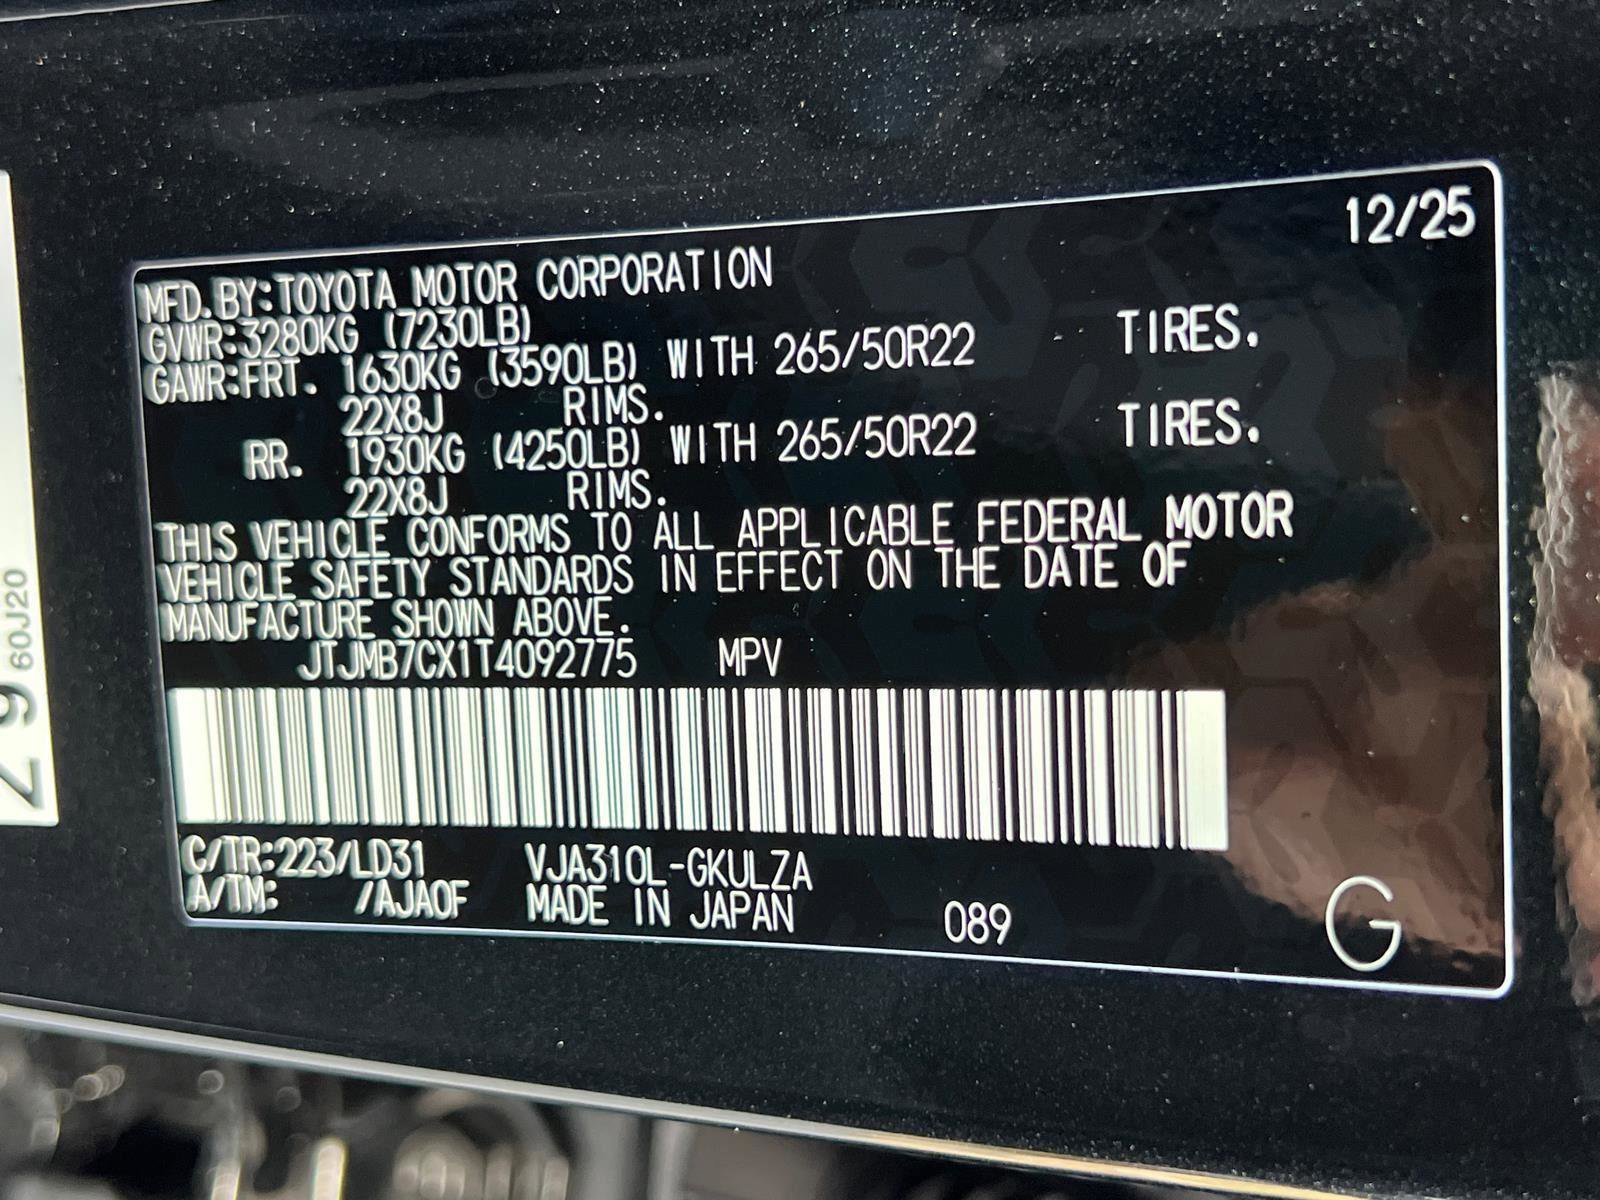 12/25
MFD.BY:TOYOTA MOTOR CORPORATION
GVWR:3280KG (7230LB)
GAWR:FRT. 1630KG (3590LB) WITH 265/50R22 TIRES.
22X8J RIMS.
RR. 1930KG (4250LB) WITH 265/50R22 TIRES.
22X8J RIMS.
THIS VEHICLE CONFORMS TO ALL APPLICABLE FEDERAL MOTOR
VEHICLE SAFETY STANDARDS IN EFFECT ON THE DATE OF
MANUFACTURE SHOWN ABOVE.
JTJMB7CX1T4092775 MPV
C/TR:223/LD31 VJA310L-GKULZA
A/TM: /AJA0F MADE IN JAPAN 089
G
60J20